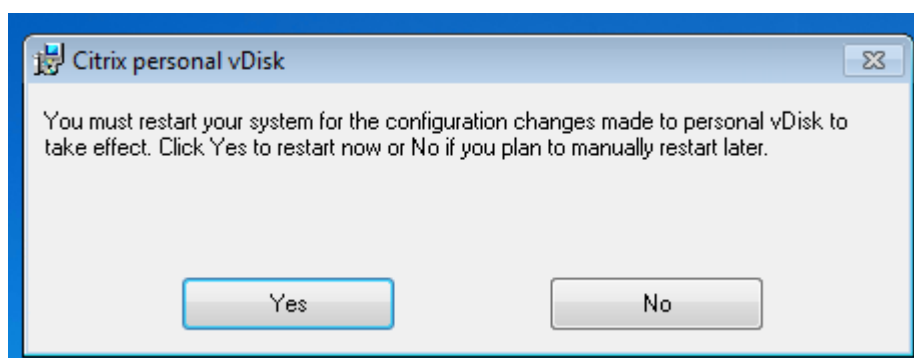 Citrix personal vDisk
You must restart your system for the configuration changes made to personal vDisk to
take effect. Click Yes to restart now or No if you plan to manually restart later.
Yes
No